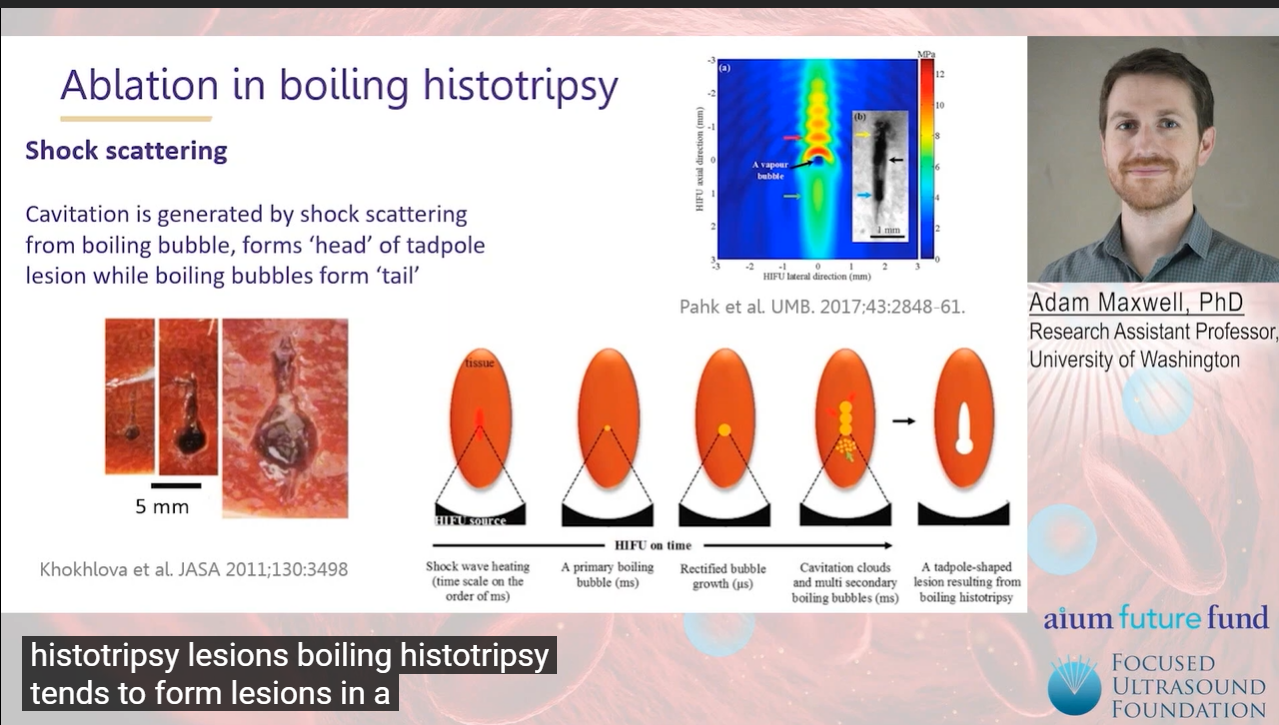 Ablation in boiling histotripsy
Shock scattering
Cavitation is generated by shock scattering
from boiling bubble, forms ‘head’ of tadpole
lesion while boiling bubbles form ‘tail’
5 mm
Khokhlova et al. JASA 2011;130:3498
MPa
(a)
-3
-2
-1
0
1
2
3
HIFU axial direction (mm)
A vapour
bubble
(b)
1 mm
12
10
8
6
4
2
0
-3 -2 -1 0 1 2 3
HIFU lateral direction (mm)
Pahk et al. UMB. 2017;43:2848-61.
tissue
HIFU source
HIFU on time
Shock wave heating
(time scale on the
order of ms)
A primary boiling
bubble (ms)
Rectified bubble
growth (µs)
Cavitation clouds
and multi secondary
boiling bubbles (ms)
A tadpole-shaped
lesion resulting from
boiling histotripsy
Adam Maxwell, PhD
Research Assistant Professor,
University of Washington
aium future fund
FOCUSED
ULTRASOUND
FOUNDATION
histotripsy lesions boiling histotripsy
tends to form lesions in a